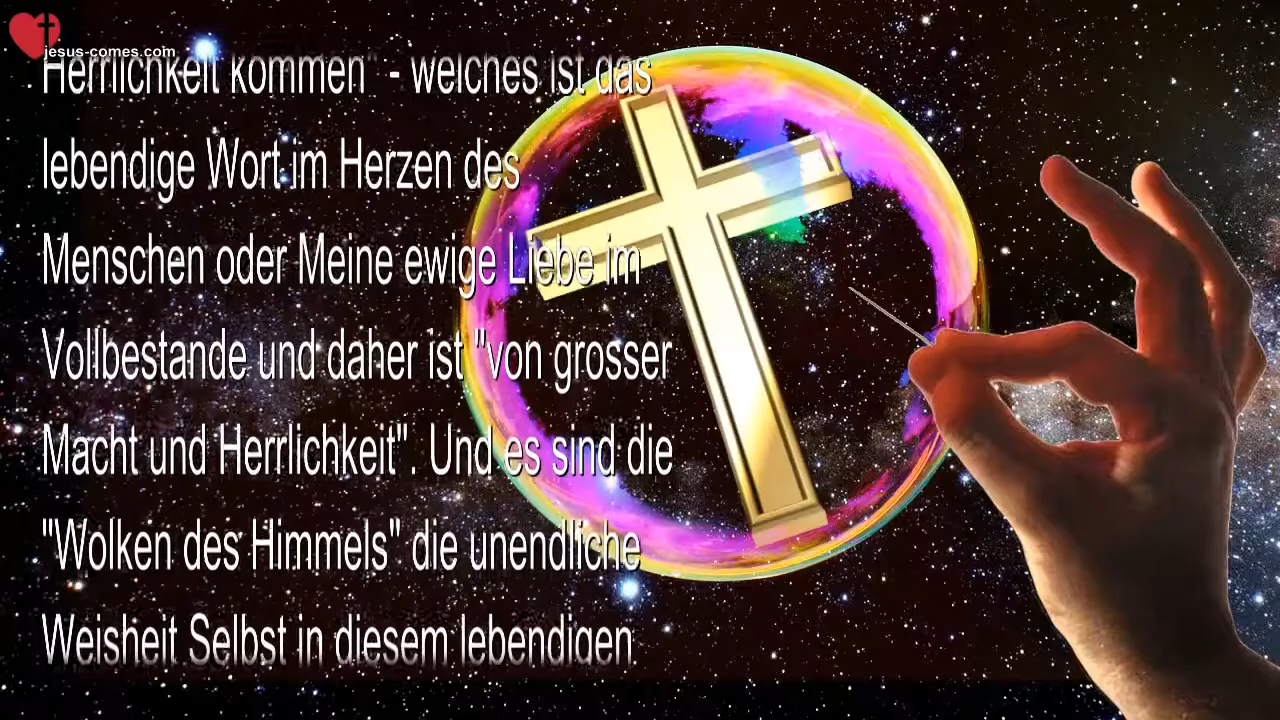 jesus-comes.com
Herrlichkeit kommen" - welches ist das
lebendige Wort im Herzen des
Menschen oder Meine ewige Liebe im
Vollbestande und daher ist "von grosser
Macht und Herrlichkeit". Und es sind die
"Wolken des Himmels" die unendliche
Weisheit Selbst in diesem lebendigen